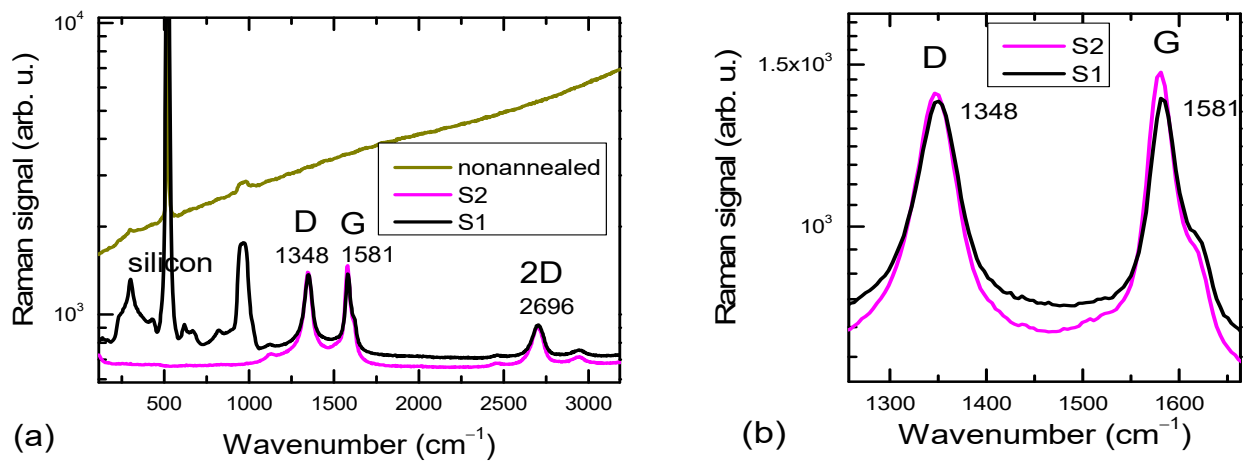 10⁴
10³
Raman signal (arb. u.)
nonannealed
S2
S1
silicon
D
1348
G
1581
2D
2696
500 1000 1500 2000 2500 3000
Wavenumber (cm⁻¹)
(a)
1.5x10³
10³
Raman signal (arb. u.)
S2
S1
D
1348
G
1581
1300 1400 1500 1600
Wavenumber (cm⁻¹)
(b)